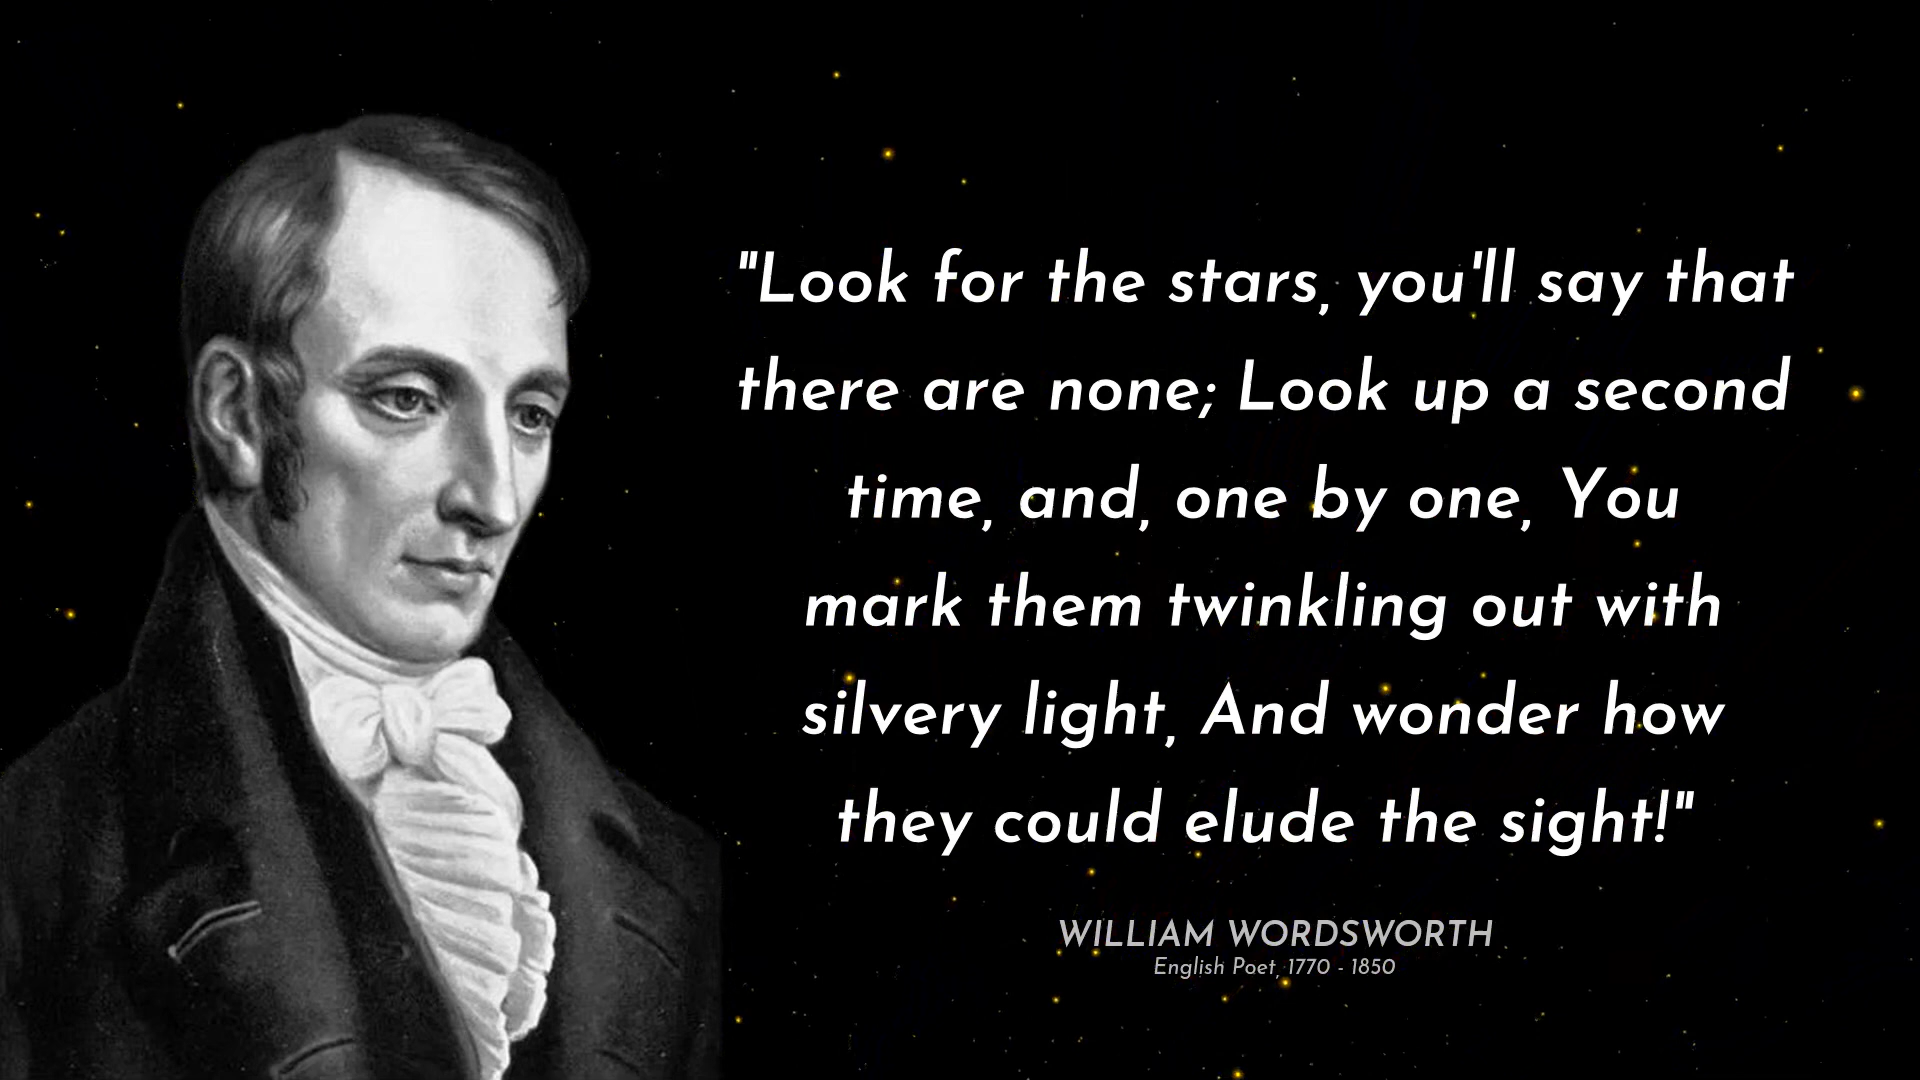 "Look for the stars, you'll say that
there are none; Look up a second
time, and, one by one, You
mark them twinkling out with
silvery light, And wonder how
they could elude the sight!"
WILLIAM WORDSWORTH
English Poet, 1770 - 1850